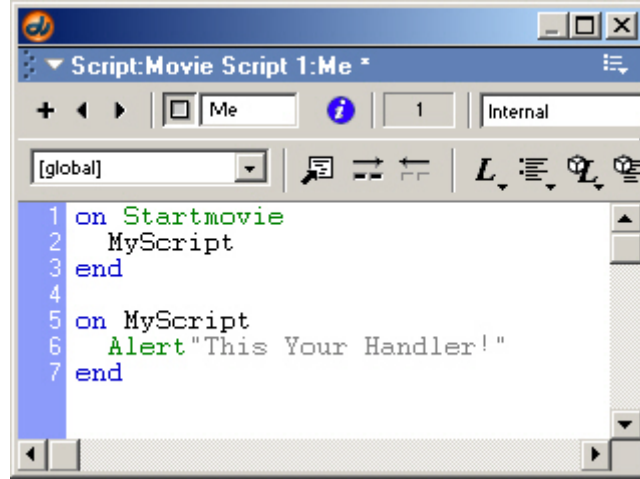 Script:Movie Script 1:Me *
Me 1 Internal
[global] L L
1 on Startmovie
2   MyScript
3 end
4
5 on MyScript
6   Alert"This Your Handler!"
7 end